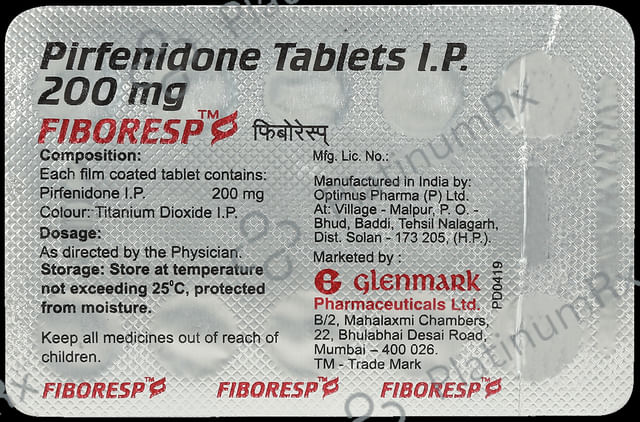 Pirfenidone Tablets I.P.
200 mg
FIBORESP™
फिबोरेस्प्
Composition:
Each film coated tablet contains:
Pirfenidone I.P. 200 mg
Colour: Titanium Dioxide I.P.
Dosage:
As directed by the Physician.
Storage: Store at temperature
not exceeding 25°C, protected
from moisture.
Keep all medicines out of reach of
children.
Mfg. Lic. No.:
Manufactured in India by:
Optimus Pharma (P) Ltd.
At: Village - Malpur, P. O. -
Bhud, Baddi, Tehsil Nalagarh,
Dist. Solan - 173 205, (H.P.).
Marketed by :
glenmark
Pharmaceuticals Ltd.
B/2, Mahalaxmi Chambers,
22, Bhulabhai Desai Road,
Mumbai – 400 026.
TM - Trade Mark
PD0419
FIBORESP™ FIBORESP™ FIBORESP™
PlatinumRx
PlatinumRx